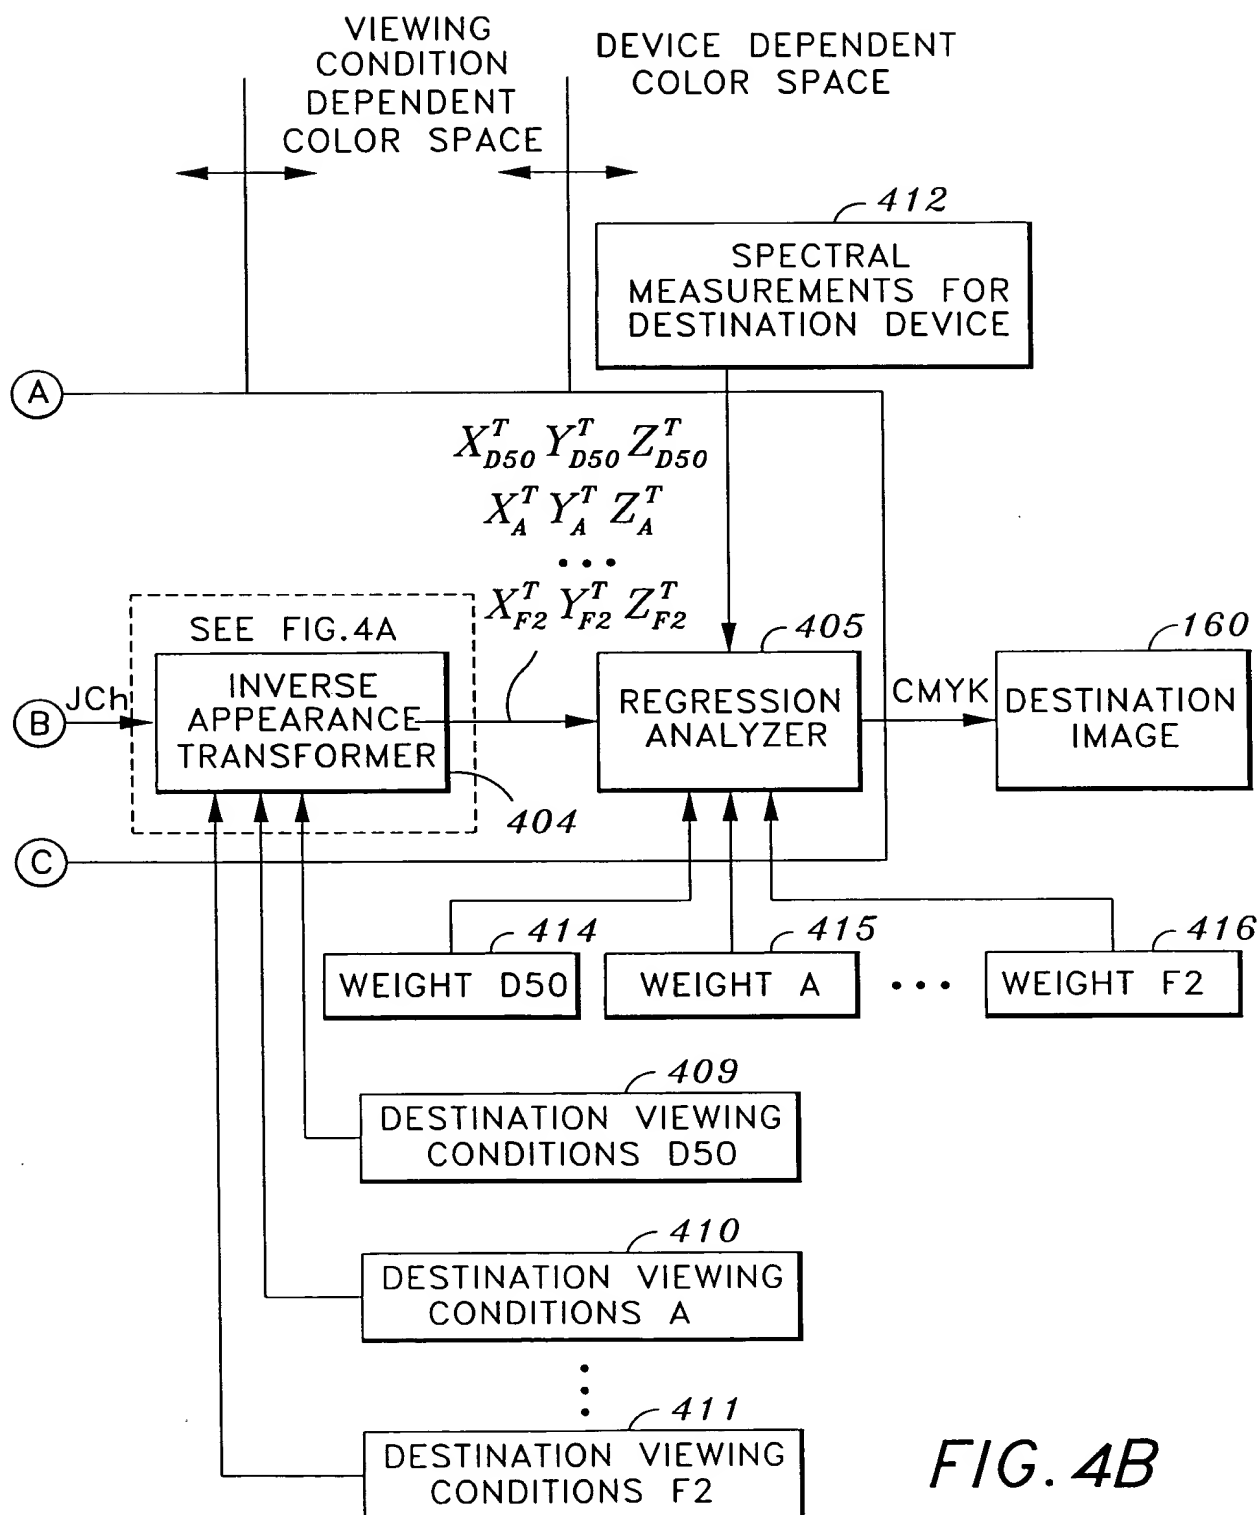 VIEWING
CONDITION
DEPENDENT
COLOR SPACE
DEVICE DEPENDENT
COLOR SPACE
412
SPECTRAL
MEASUREMENTS FOR
DESTINATION DEVICE
A
X^T_D50 Y^T_D50 Z^T_D50
X^T_A Y^T_A Z^T_A
• • •
X^T_F2 Y^T_F2 Z^T_F2
SEE FIG.4A
B
JCh
INVERSE
APPEARANCE
TRANSFORMER
404
405
REGRESSION
ANALYZER
CMYK
160
DESTINATION
IMAGE
C
414
WEIGHT D50
415
WEIGHT A
• • •
416
WEIGHT F2
409
DESTINATION VIEWING
CONDITIONS D50
410
DESTINATION VIEWING
CONDITIONS A
411
DESTINATION VIEWING
CONDITIONS F2
FIG. 4B